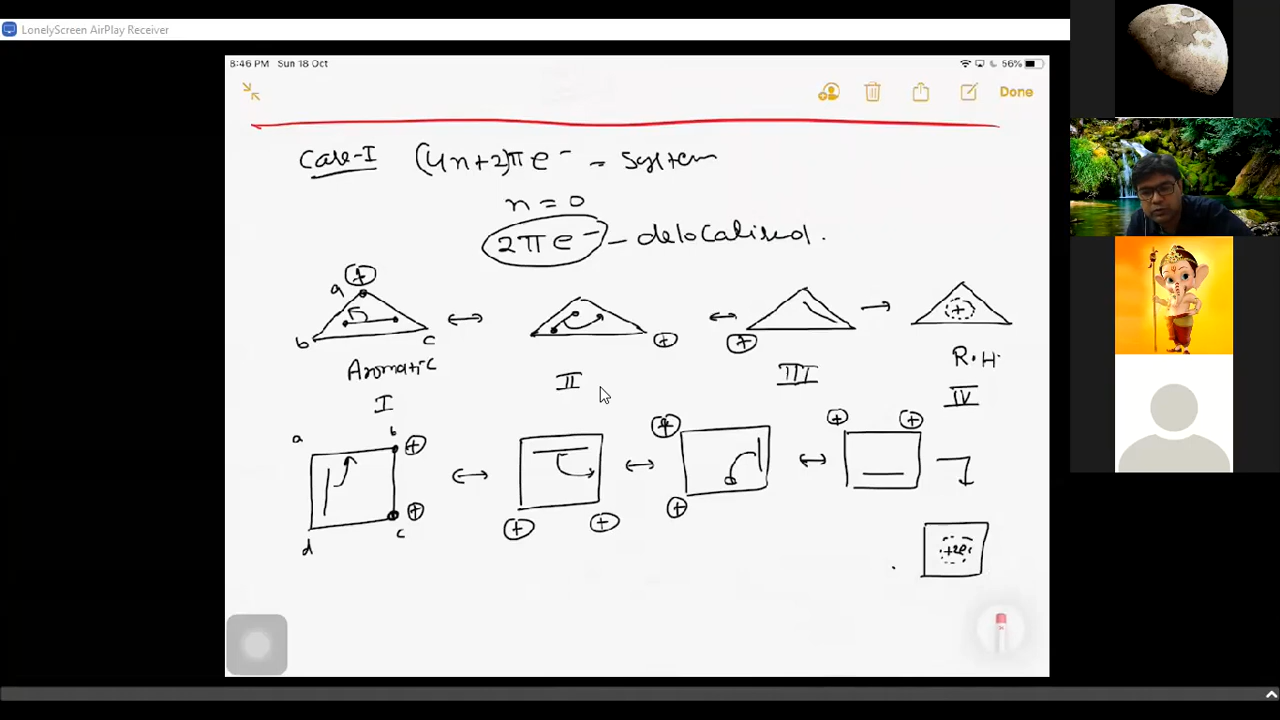 LonelyScreen AirPlay Receiver
8:46 PM Sun 18 Oct
56%
Done
Case-I (4n+2)πe⁻ = System
n = 0
2πe⁻ - delocalised.
a ⊕
b c ↔ ⊕ ↔ ⊕ → +
Aromatic
R.H.
I II III IV
a b ⊕ ⊕ ⊕ ⊕
↔ ↔ ↔
d c ⊕ ⊕ ⊕ ⊕